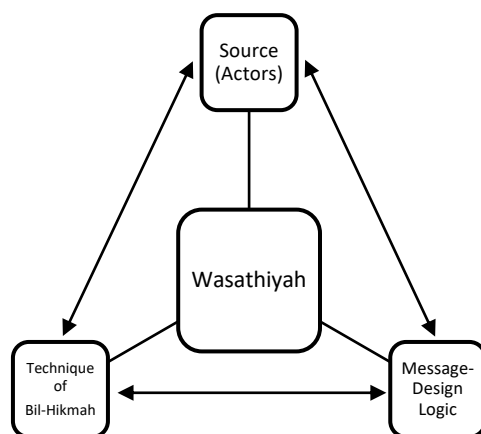 Source
(Actors)
Wasathiyah
Technique
of
Bil-Hikmah
Message-
Design
Logic